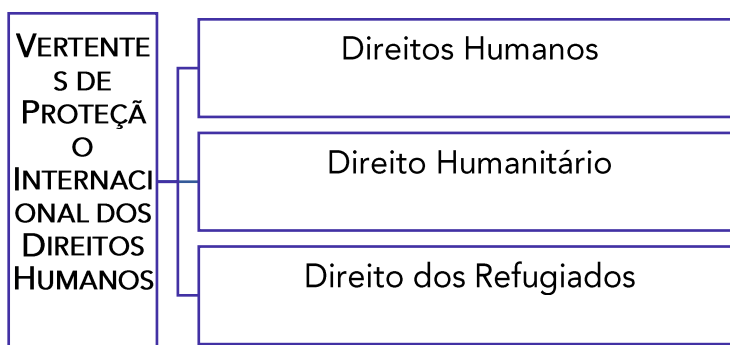 VERTENTE
S DE
PROTEÇÃ
O
INTERNACI
ONAL DOS
DIREITOS
HUMANOS
Direitos Humanos
Direito Humanitário
Direito dos Refugiados